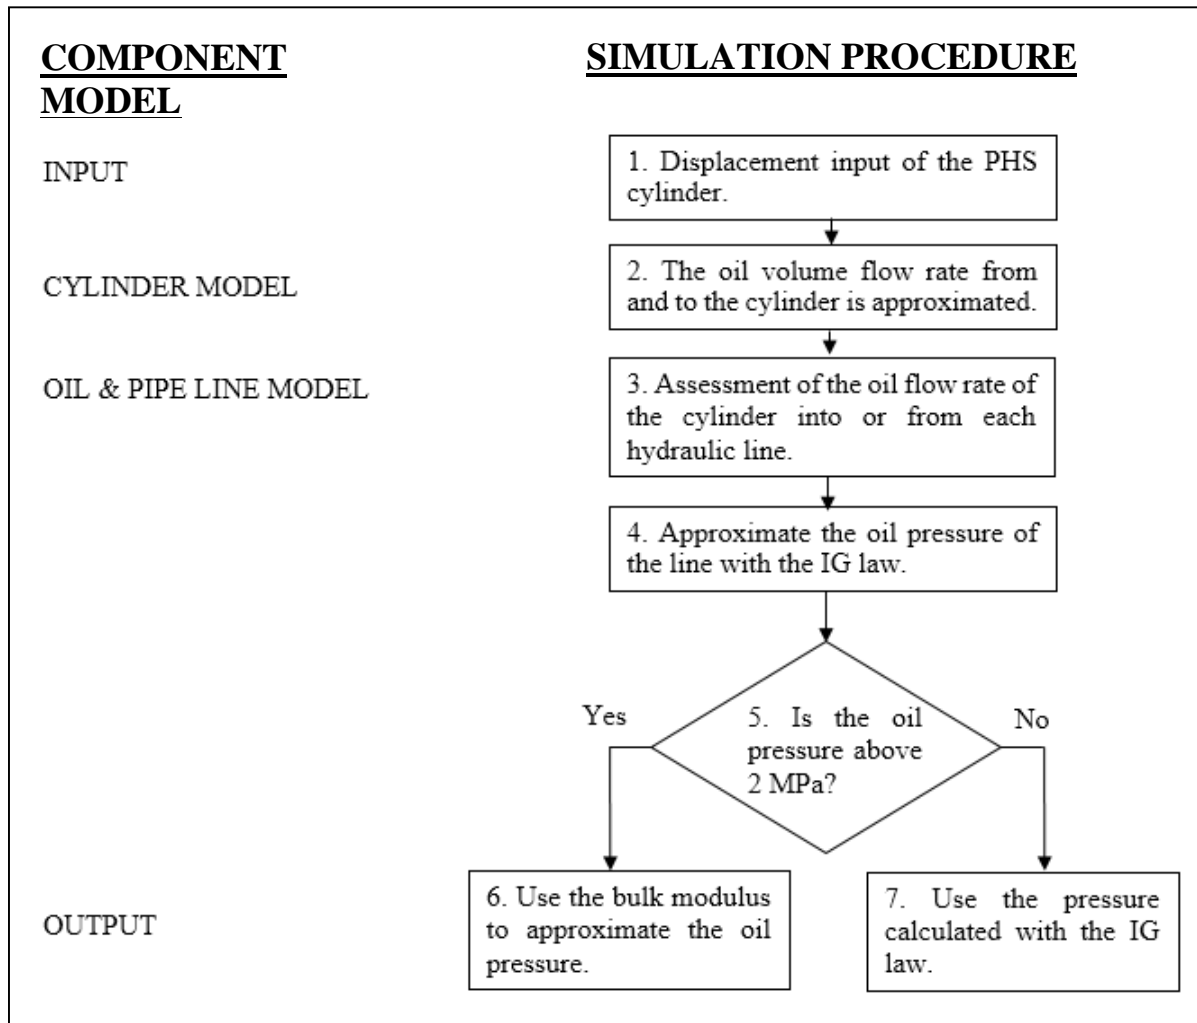 COMPONENT
MODEL
SIMULATION PROCEDURE
INPUT
1. Displacement input of the PHS
cylinder.
CYLINDER MODEL
2. The oil volume flow rate from
and to the cylinder is approximated.
OIL & PIPE LINE MODEL
3. Assessment of the oil flow rate of
the cylinder into or from each
hydraulic line.
4. Approximate the oil pressure of
the line with the IG law.
Yes
5. Is the oil
pressure above
2 MPa?
No
OUTPUT
6. Use the bulk modulus
to approximate the oil
pressure.
7. Use the pressure
calculated with the IG
law.